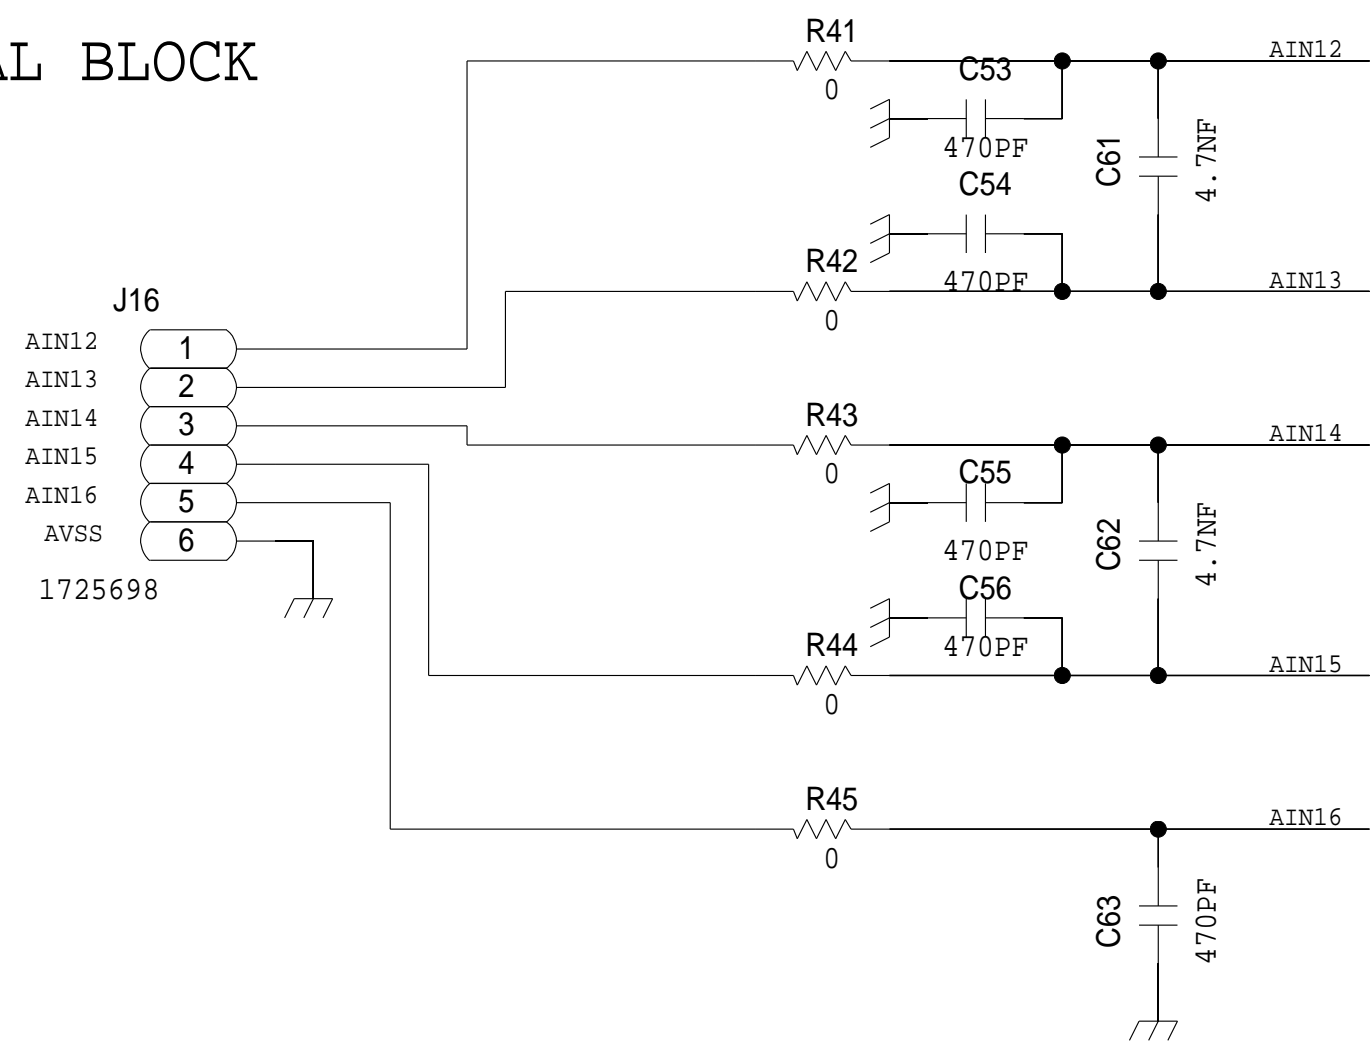 AL BLOCK
R41
0
C53
470PF
C54
470PF
C61
4.7NF
AIN12
R42
0
AIN13
J16
AIN12 1
AIN13 2
AIN14 3
AIN15 4
AIN16 5
AVSS 6
1725698
R43
0
C55
470PF
C56
470PF
C62
4.7NF
AIN14
R44
0
AIN15
R45
0
AIN16
C63
470PF